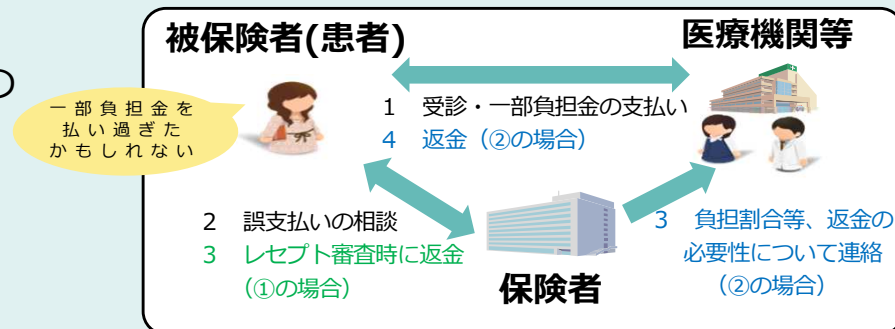 被保険者(患者)
医療機関等
一部負担金を
払い過ぎた
かもしれない
1 受診・一部負担金の支払い
4 返金（②の場合）
2 誤支払いの相談
3 レセプト審査時に返金
（①の場合）
保険者
3 負担割合等、返金の
必要性について連絡
（②の場合）